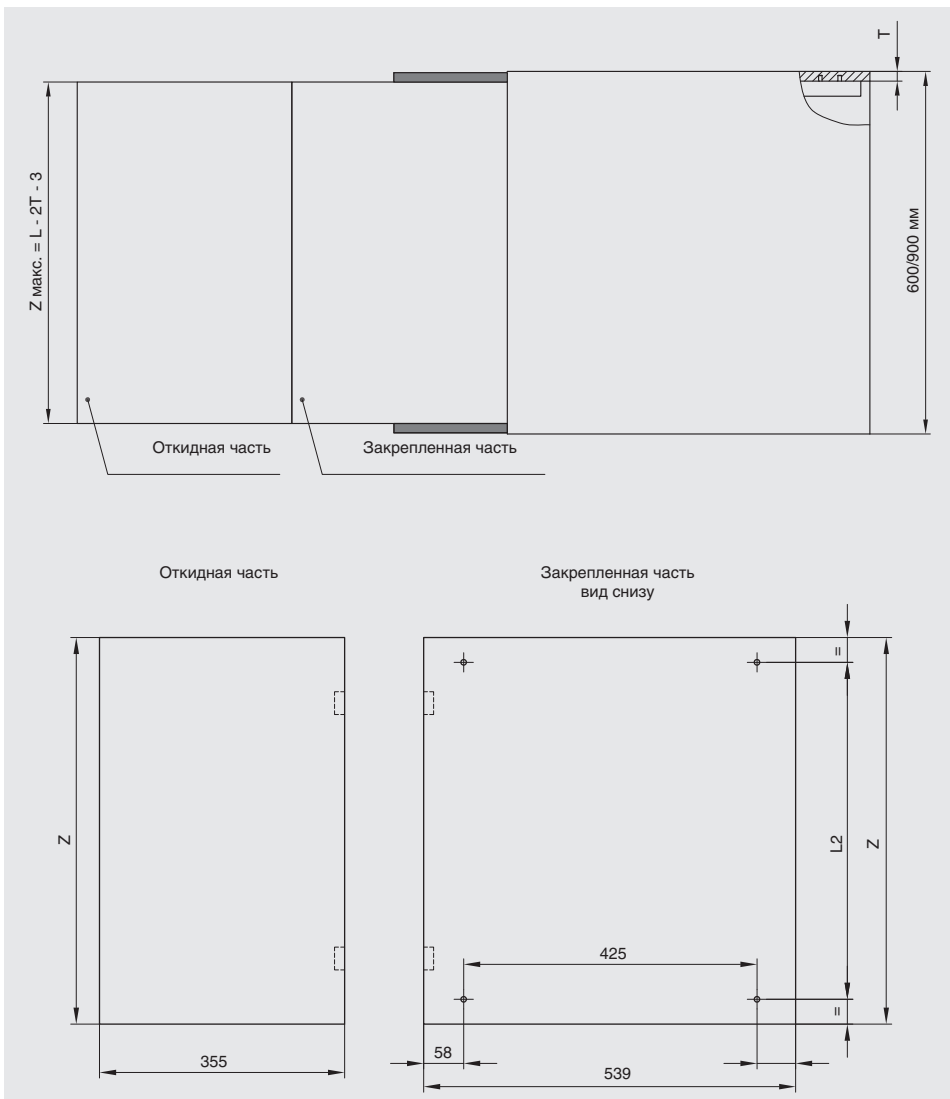 T
Z макс. = L - 2T - 3
600/900 мм
Откидная часть
Закрепленная часть
Откидная часть
Закрепленная часть
вид снизу
=
Z
L2
Z
425
=
58
355
539